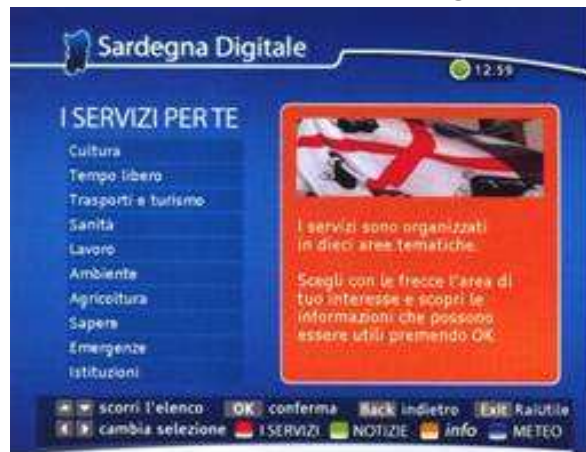 Sardegna Digitale
12.59
I SERVIZI PER TE
Cultura
Tempo libero
Trasporti e turismo
Sanità
Lavoro
Ambiente
Agricoltura
Sapere
Emergenze
Istituzioni
I servizi sono organizzati
in dieci aree tematiche.
Scegli con le frecce l'area di
tuo interesse e scopri le
informazioni che possono
essere utili premendo OK
scorri l'elenco OK conferma Back indietro Exit RaiUtile
cambia selezione I SERVIZI NOTIZIE info METEO